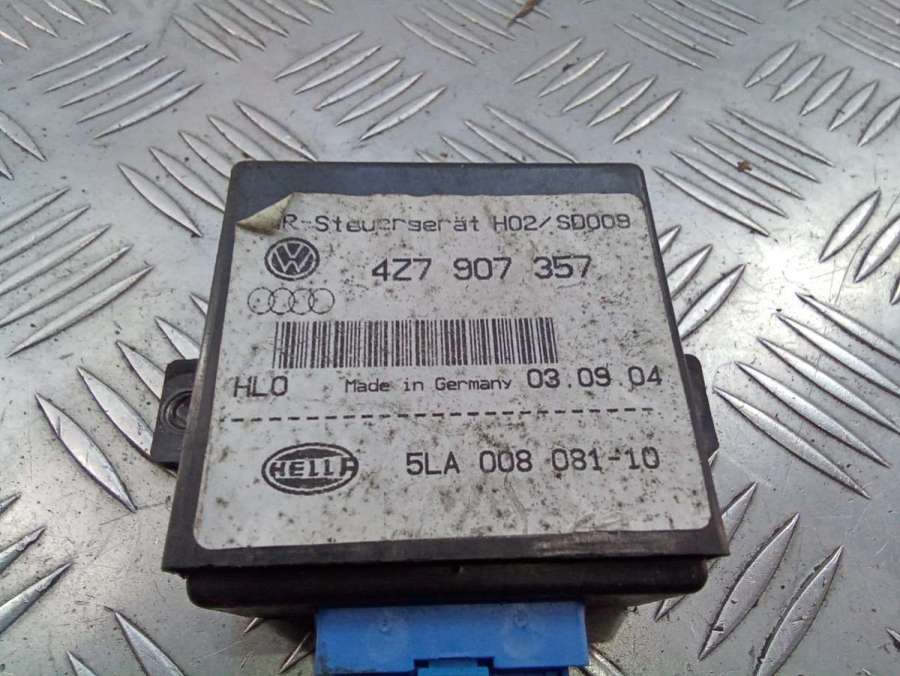 R-Steuergerät H02/SD009
4Z7 907 357
HLO Made in Germany 03.09.04
HELLA 5LA 008 081-10